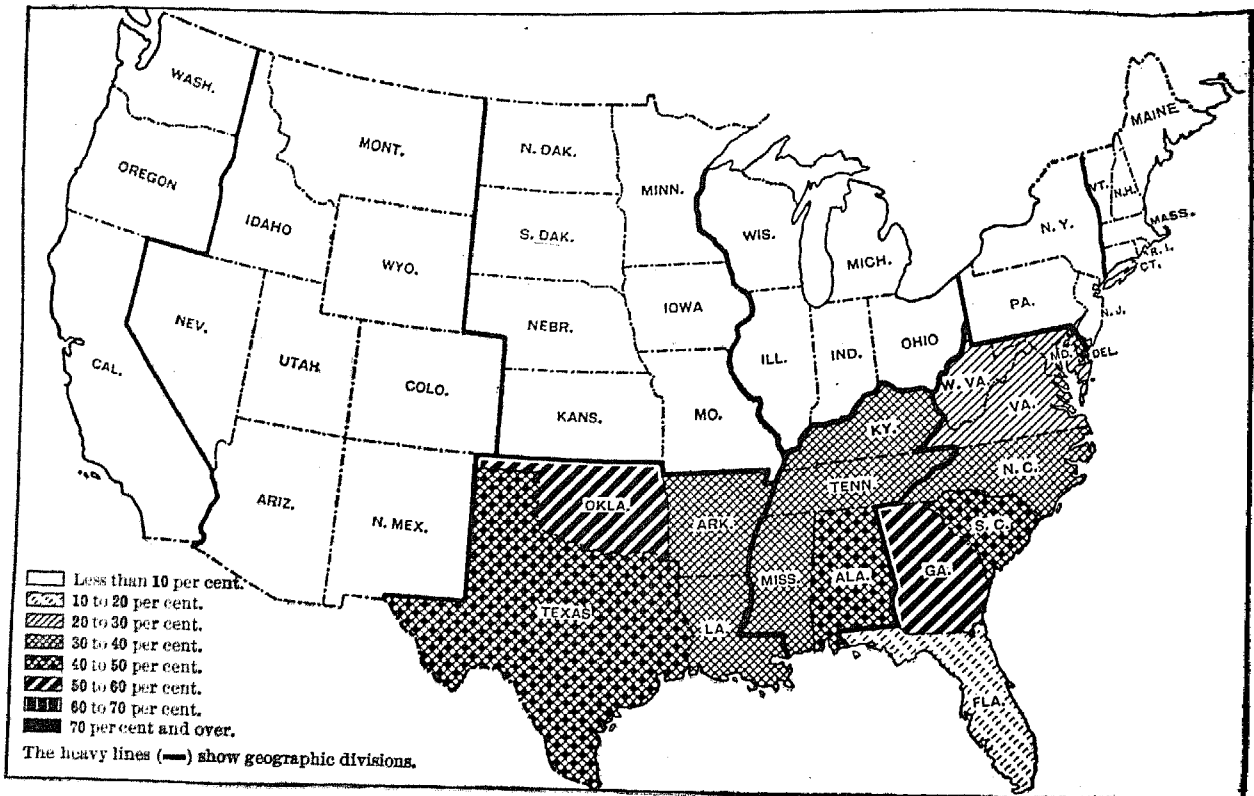 WASH.
OREGON
CAL.
NEV.
IDAHO
MONT.
WYO.
UTAH
COLO.
ARIZ.
N. MEX.
N. DAK.
S. DAK.
NEBR.
KANS.
OKLA.
TEXAS
MINN.
IOWA
MO.
ARK.
LA.
WIS.
ILL.
MICH.
IND.
OHIO
KY.
TENN.
MISS.
ALA.
GA.
FLA.
S. C.
N. C.
VA.
W. VA.
MD.
DEL.
PA.
N. J.
N. Y.
CT.
R. I.
MASS.
VT.
N.H.
MAINE
Less than 10 per cent.
10 to 20 per cent.
20 to 30 per cent.
30 to 40 per cent.
40 to 50 per cent.
50 to 60 per cent.
60 to 70 per cent.
70 per cent and over.
The heavy lines (━) show geographic divisions.